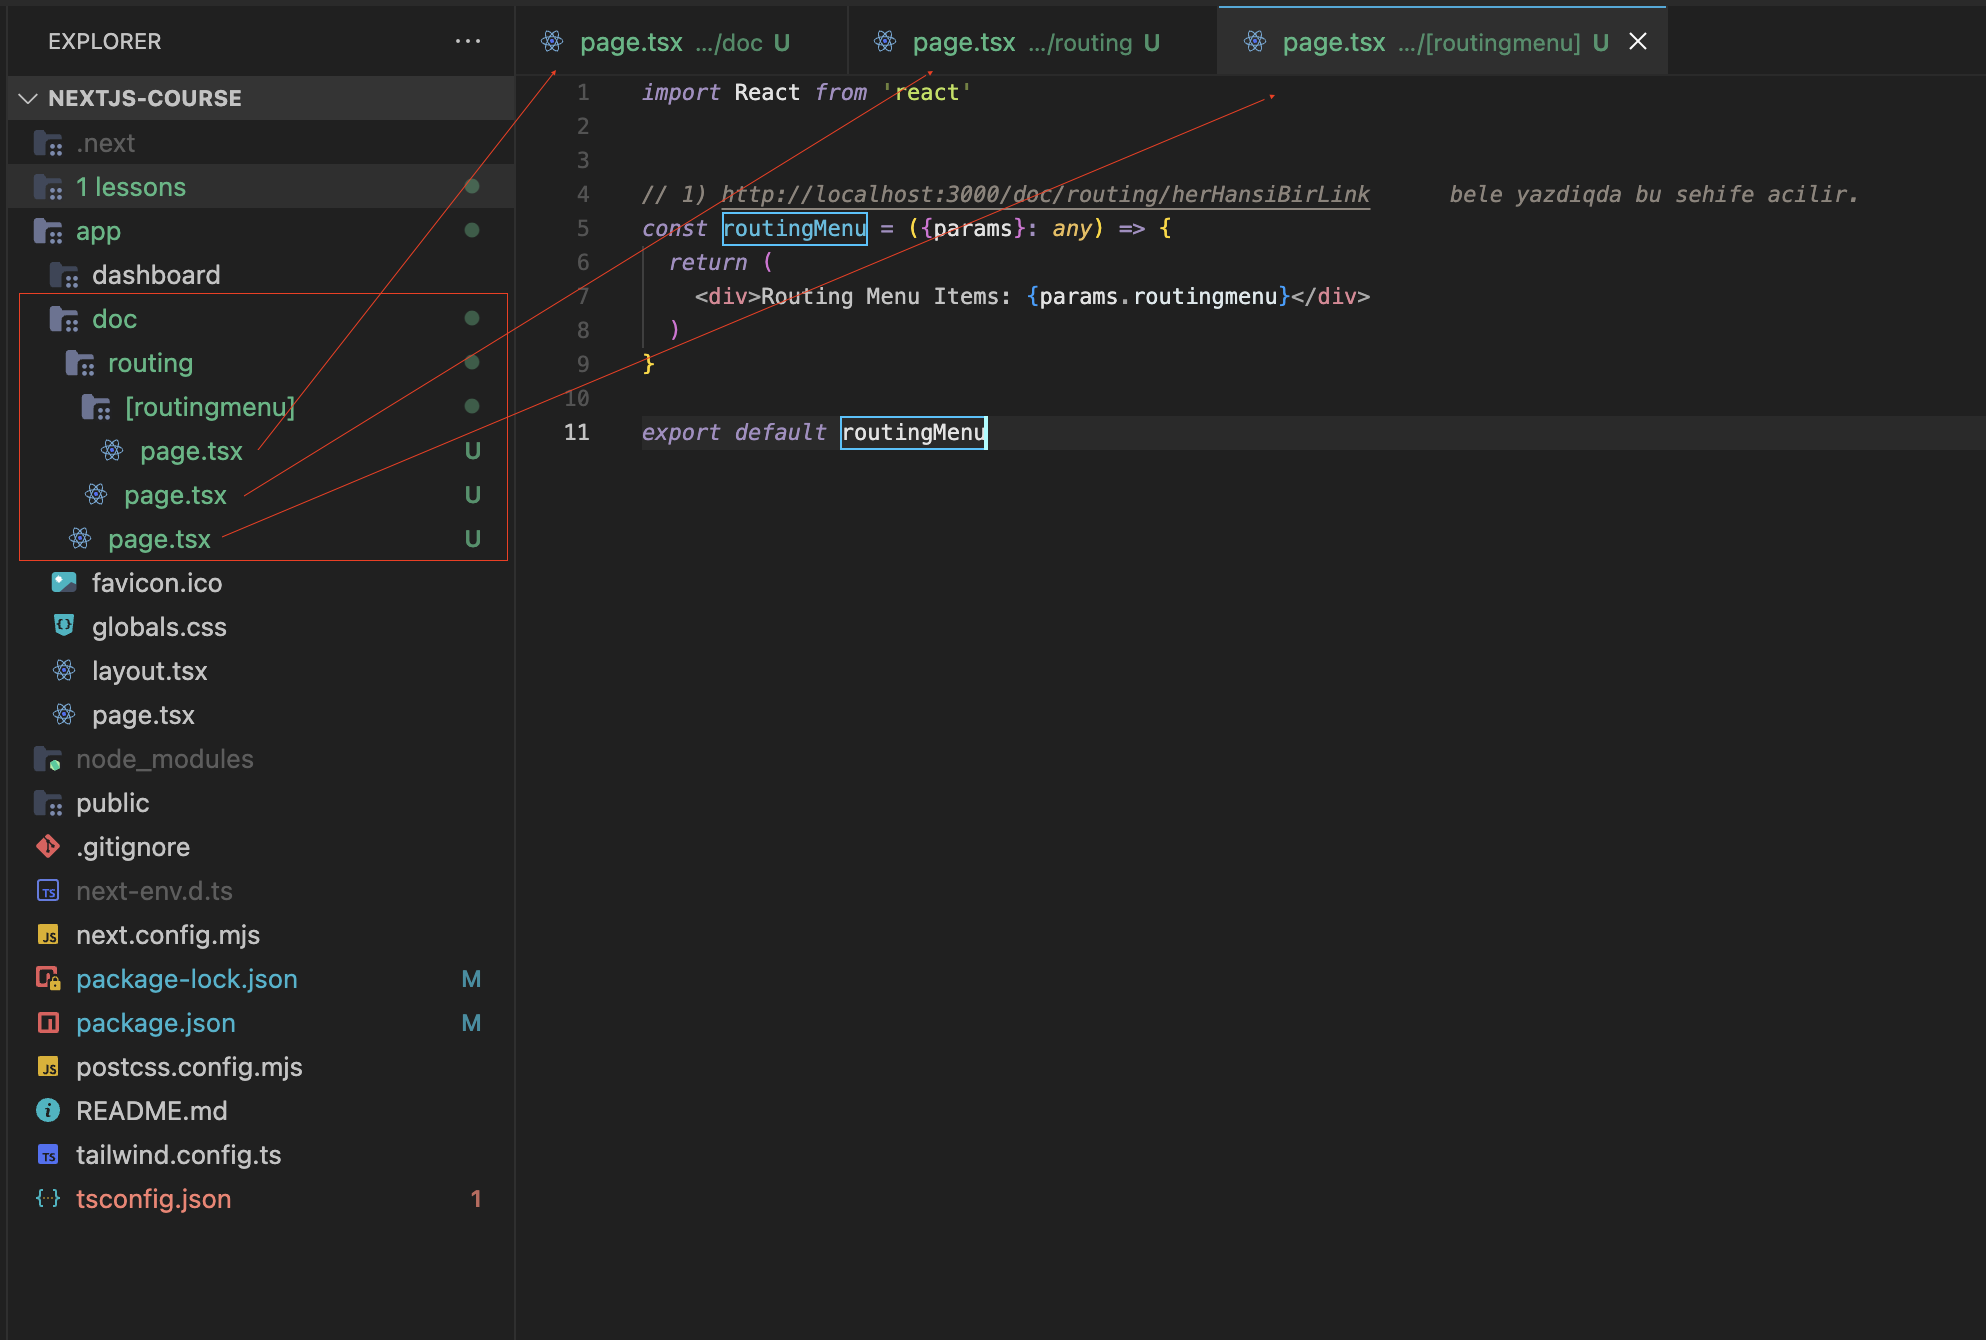 EXPLORER ...
NEXTJS-COURSE
.next
1 lessons
app
dashboard
doc
routing
[routingmenu]
page.tsx U
page.tsx U
page.tsx U
favicon.ico
globals.css
layout.tsx
page.tsx
node_modules
public
.gitignore
next-env.d.ts
next.config.mjs
package-lock.json M
package.json M
postcss.config.mjs
README.md
tailwind.config.ts
tsconfig.json 1
page.tsx .../doc U
page.tsx .../routing U
page.tsx .../[routingmenu] U
1 import React from 'react'
2
3
4 // 1) http://localhost:3000/doc/routing/herHansiBirLink bele yazdiqda bu sehife acilir.
5 const routingMenu = ({params}: any) => {
6 return (
7 <div>Routing Menu Items: {params.routingmenu}</div>
8 )
9 }
10
11 export default routingMenu